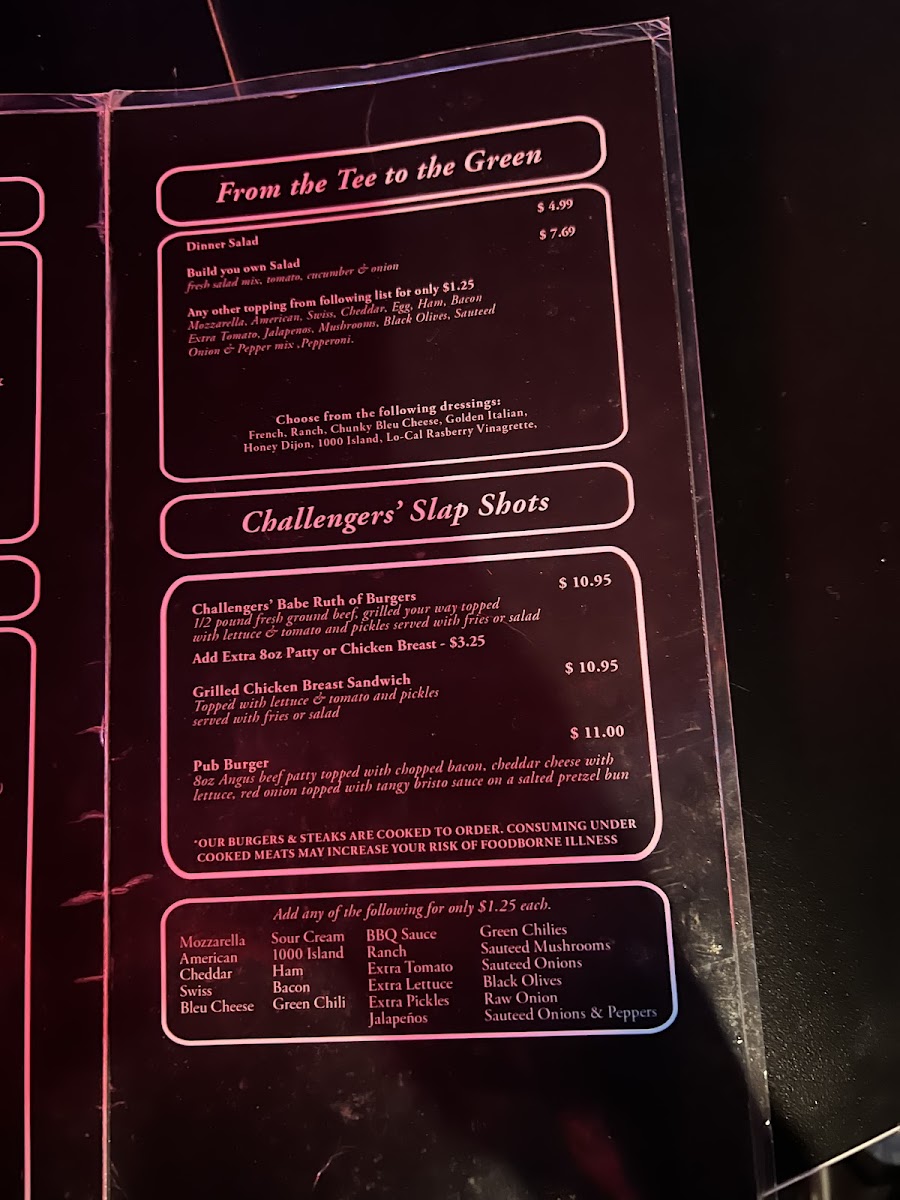 From the Tee to the Green
Dinner Salad $ 4.99
$ 7.69
Build you own Salad
fresh salad mix, tomato, cucumber & onion
Any other topping from following list for only $1.25
Mozzarella, American, Swiss, Cheddar, Egg, Ham, Bacon
Extra Tomato, Jalapenos, Mushrooms, Black Olives, Sauteed
Onion & Pepper mix ,Pepperoni.
Choose from the following dressings:
French, Ranch, Chunky Bleu Cheese, Golden Italian,
Honey Dijon, 1000 Island, Lo-Cal Rasberry Vinagrette,
Challengers' Slap Shots
Challengers' Babe Ruth of Burgers $ 10.95
1/2 pound fresh ground beef, grilled your way topped
with lettuce & tomato and pickles served with fries or salad
Add Extra 8oz Patty or Chicken Breast - $3.25
Grilled Chicken Breast Sandwich $ 10.95
Topped with lettuce & tomato and pickles
served with fries or salad
$ 11.00
Pub Burger
8oz Angus beef patty topped with chopped bacon, cheddar cheese with
lettuce, red onion topped with tangy bristo sauce on a salted pretzel bun
*OUR BURGERS & STEAKS ARE COOKED TO ORDER. CONSUMING UNDER
COOKED MEATS MAY INCREASE YOUR RISK OF FOODBORNE ILLNESS
Add any of the following for only $1.25 each.
Mozzarella
American
Cheddar
Swiss
Bleu Cheese
Sour Cream
1000 Island
Ham
Bacon
Green Chili
BBQ Sauce
Ranch
Extra Tomato
Extra Lettuce
Extra Pickles
Jalapeños
Green Chilies
Sauteed Mushrooms
Sauteed Onions
Black Olives
Raw Onion
Sauteed Onions & Peppers